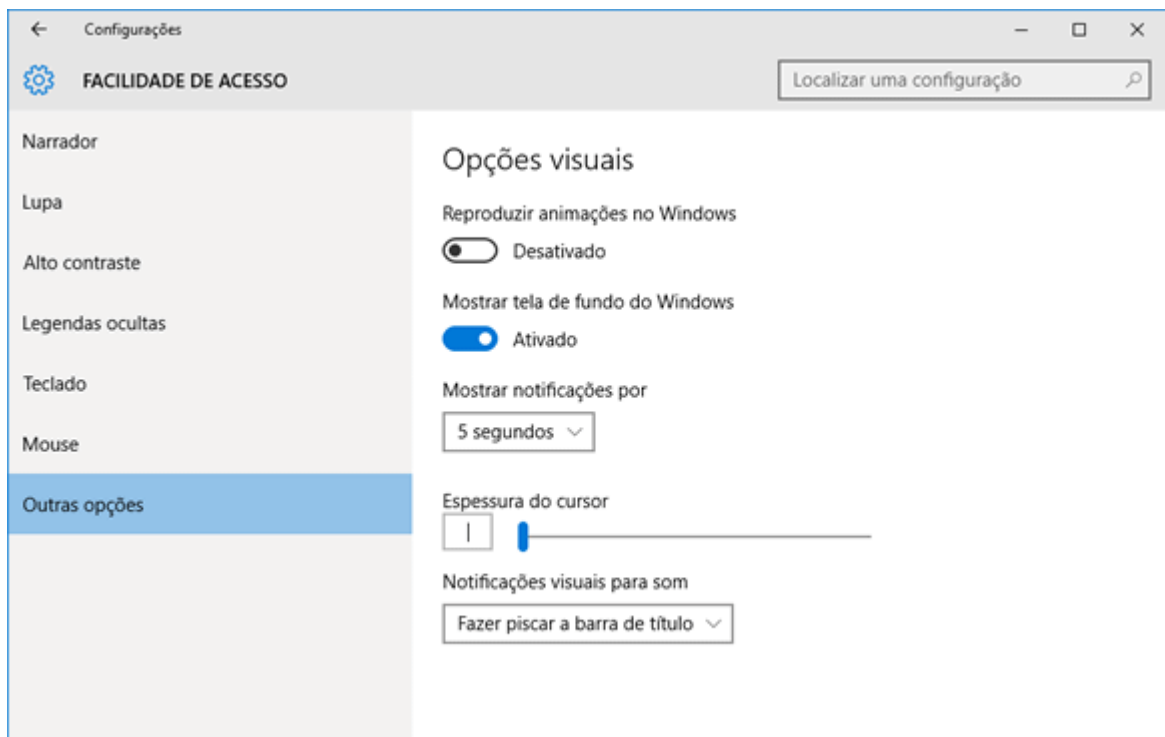 Configurações
FACILIDADE DE ACESSO
Localizar uma configuração
Narrador
Lupa
Alto contraste
Legendas ocultas
Teclado
Mouse
Outras opções
Opções visuais
Reproduzir animações no Windows
Desativado
Mostrar tela de fundo do Windows
Ativado
Mostrar notificações por
5 segundos
Espessura do cursor
Notificações visuais para som
Fazer piscar a barra de título